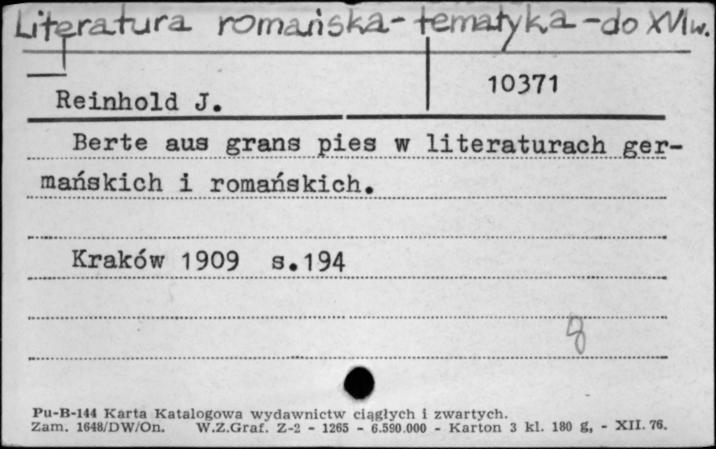 Literatura romańska - tematyka - do XVI w.
10371
Reinhold J.
Berte aus grans pies w literaturach ger-
mańskich i romańskich.
Kraków 1909 s.194
8
Pu-B-144 Karta Katalogowa wydawnictw ciągłych i zwartych.
Zam. 1648/DW/On. W.Z.Graf. Z-2 - 1265 - 6.590.000 - Karton 3 kl. 180 g, - XII. 76.